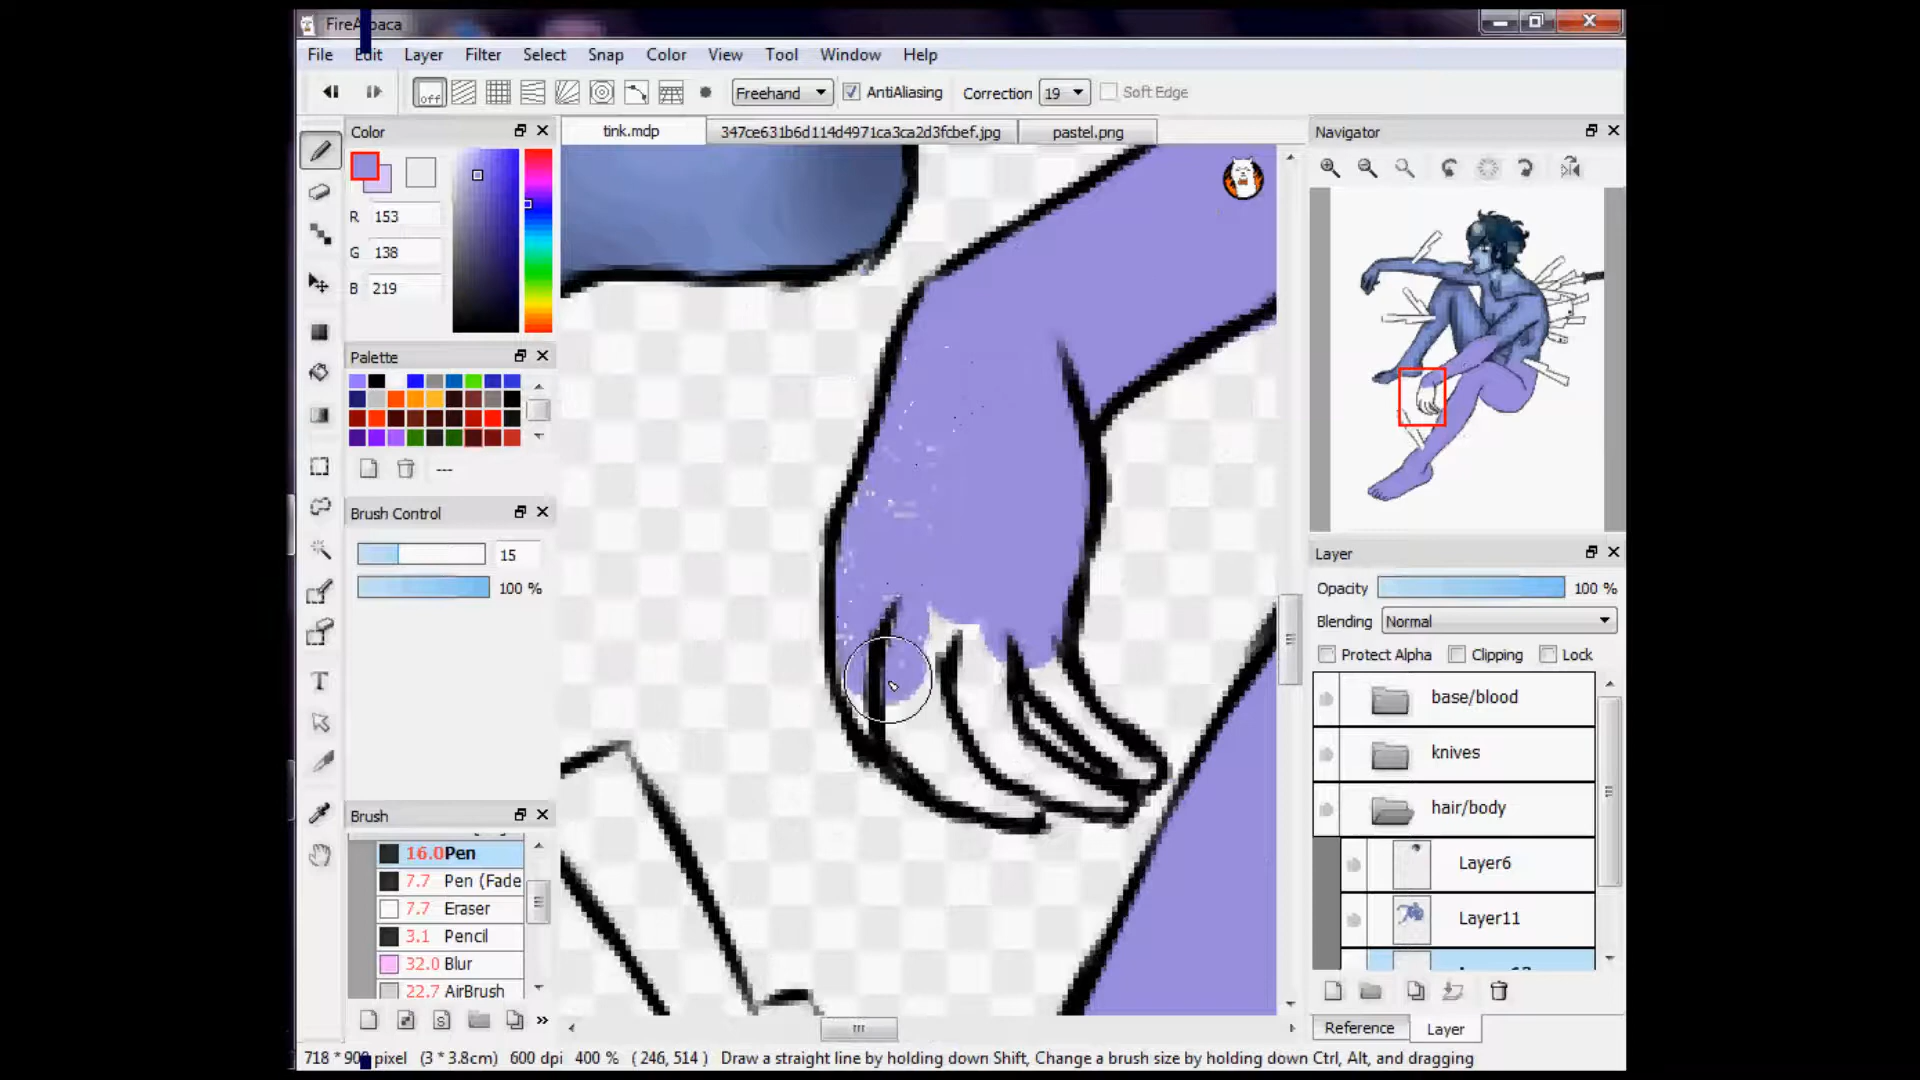 FireAlpaca
File Edit Layer Filter Select Snap Color View Tool Window Help
off Freehand AntiAliasing Correction 19 Soft Edge
Color
tink.mdp 347ce631b6d114d4971ca3ca2d3fcbef.jpg pastel.png
Navigator
R 153
G 138
B 219
Palette
---
Brush Control
15
100 %
Layer
Opacity 100 %
Blending Normal
Protect Alpha Clipping Lock
base/blood
knives
hair/body
Layer6
Layer11
Brush
16.0 Pen
7.7 Pen (Fade
7.7 Eraser
3.1 Pencil
32.0 Blur
22.7 AirBrush
Reference Layer
718 * 900 pixel (3 * 3.8cm) 600 dpi 400 % ( 246, 514 ) Draw a straight line by holding down Shift, Change a brush size by holding down Ctrl, Alt, and dragging